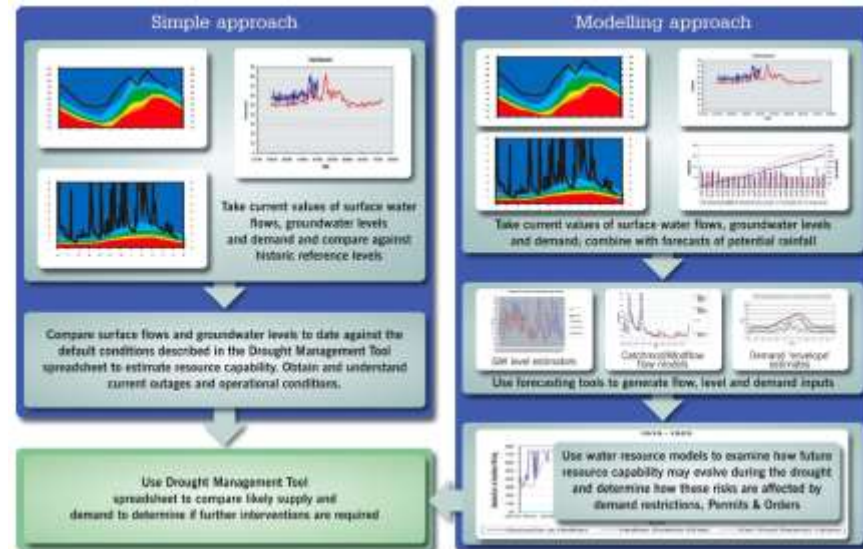 Simple approach
Take current values of surface water
flows, groundwater levels
and demand and compare against
historic reference levels
Compare surface flows and groundwater levels to date against the
default conditions described in the Drought Management Tool
spreadsheet to estimate resource capability. Obtain and understand
current outages and operational conditions.
Use Drought Management Tool
spreadsheet to compare likely supply and
demand to determine if further interventions are required
Modelling approach
Take current values of surface water flows, groundwater levels
and demand, combine with forecasts of potential rainfall
GW level estimators
Catchmod/Modflow
flow models
Demand 'envelope'
estimates
Use forecasting tools to generate flow, level and demand inputs
Use water resource models to examine how future
resource capability may evolve during the drought
and determine how these risks are affected by
demand restrictions, Permits & Orders